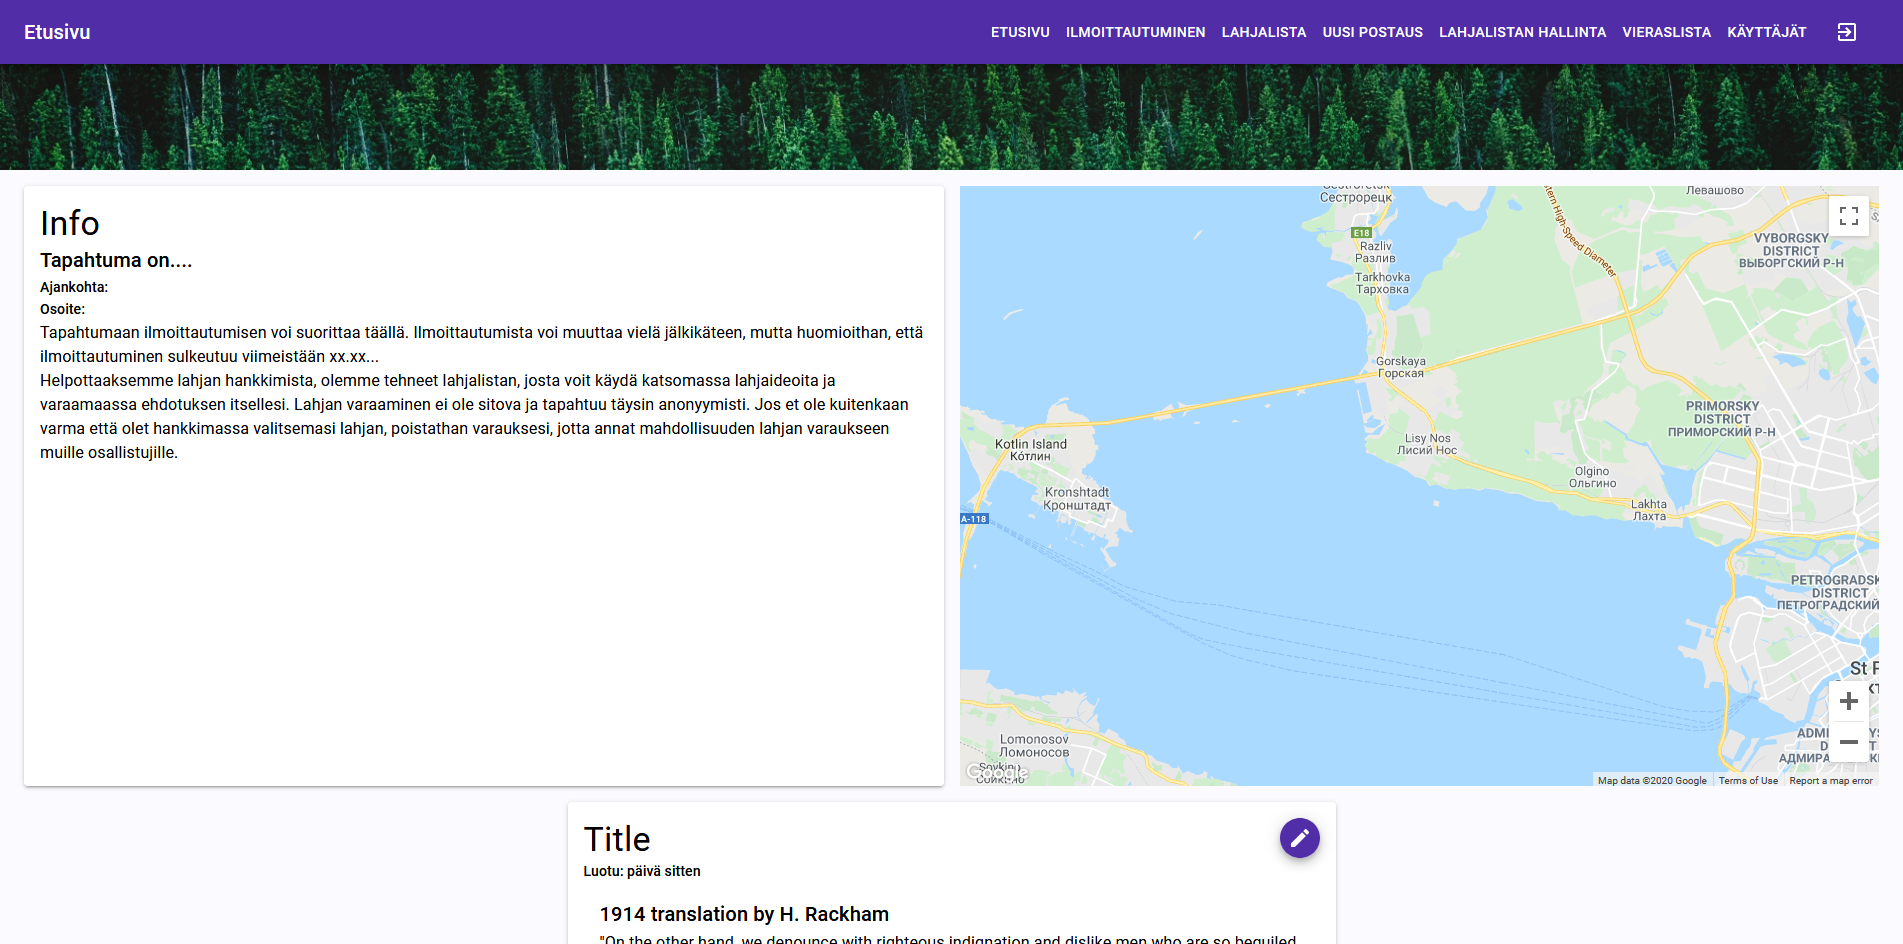 Etusivu
ETUSIVU ILMOITTAUTUMINEN LAHJALISTA UUSI POSTAUS LAHJALISTAN HALLINTA VIERASLISTA KÄYTTÄJÄT
Info
Tapahtuma on....
Ajankohta:
Osoite:
Tapahtumaan ilmoittautumisen voi suorittaa täällä. Ilmoittautumista voi muuttaa vielä jälkikäteen, mutta huomioithan, että
ilmoittautuminen sulkeutuu viimeistään xx.xx...
Helpottaaksemme lahjan hankkimista, olemme tehneet lahjalistan, josta voit käydä katsomassa lahjaideoita ja
varaamaassa ehdotuksen itsellesi. Lahjan varaaminen ei ole sitova ja tapahtuu täysin anonyymisti. Jos et ole kuitenkaan
varma että olet hankkimassa valitsemasi lahjan, poistathan varauksesi, jotta annat mahdollisuuden lahjan varaukseen
muille osallistujille.
Сестрорецк
Левашово
E18
Razliv
Разлив
Tarkhovka
Тарховка
tern High-Speed Diameter
VYBORGSKY
DISTRICT
ВЫБОРГСКИЙ Р-Н
Gorskaya
Горская
PRIMORSKY
DISTRICT
ПРИМОРСКИЙ Р-Н
Kotlin Island
Ко́тлин
Lisy Nos
Лисий Нос
Olgino
Ольгино
Kronshtadt
Кронштадт
Lakhta
Лахта
A-118
PETROGRADSK
DISTRICT
ПЕТРОГРАДСКИЙ
St P
Lomonosov
Ломоносов
Google
Map data ©2020 Google Terms of Use Report a map error
Title
Luotu: päivä sitten
1914 translation by H. Rackham
"On the other hand, we denounce with righteous indignation and dislike men who are so beguiled